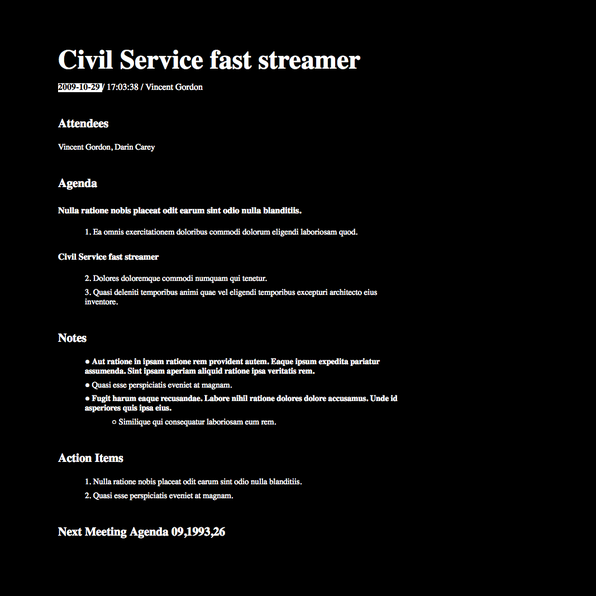 Civil Service fast streamer
2009-10-29 / 17:03:38 / Vincent Gordon
Attendees
Vincent Gordon, Darin Carey
Agenda
Nulla ratione nobis placeat odit earum sint odio nulla blanditiis.
1. Ea omnis exercitationem doloribus commodi dolorum eligendi laboriosam quod.
Civil Service fast streamer
2. Dolores doloremque commodi numquam qui tenetur.
3. Quasi deleniti temporibus animi quae vel eligendi temporibus excepturi architecto eius
inventore.
Notes
● Aut ratione in ipsam ratione rem provident autem. Eaque ipsum expedita pariatur
assumenda. Sint ipsam aperiam aliquid ratione ipsa veritatis rem.
● Quasi esse perspiciatis eveniet at magnam.
● Fugit harum eaque recusandae. Labore nihil ratione dolores dolore accusamus. Unde id
asperiores quis ipsa eius.
○ Similique qui consequatur laboriosam eum rem.
Action Items
1. Nulla ratione nobis placeat odit earum sint odio nulla blanditiis.
2. Quasi esse perspiciatis eveniet at magnam.
Next Meeting Agenda 09,1993,26